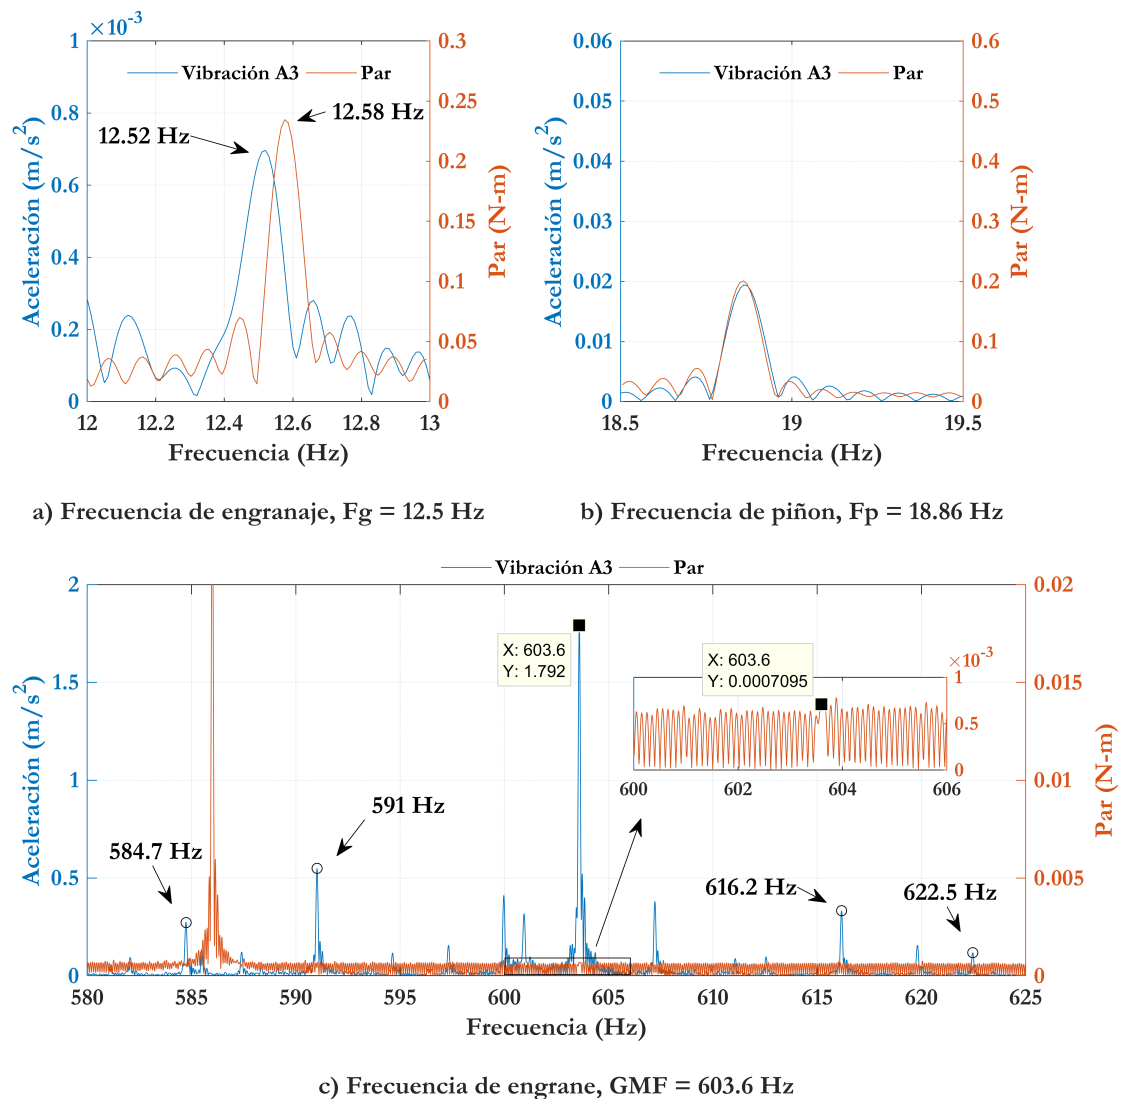 ×10⁻³
Vibración A3
Par
12.52 Hz
12.58 Hz
Aceleración (m/s²)
1
0.8
0.6
0.4
0.2
0
Par (N-m)
0.3
0.25
0.2
0.15
0.1
0.05
0
12 12.2 12.4 12.6 12.8 13
Frecuencia (Hz)
a) Frecuencia de engranaje, Fg = 12.5 Hz
Vibración A3
Par
Aceleración (m/s²)
0.06
0.05
0.04
0.03
0.02
0.01
0
Par (N-m)
0.6
0.5
0.4
0.3
0.2
0.1
0
18.5 19 19.5
Frecuencia (Hz)
b) Frecuencia de piñon, Fp = 18.86 Hz
Vibración A3
Par
Aceleración (m/s²)
2
1.5
1
0.5
0
Par (N-m)
0.02
0.015
0.01
0.005
0
X: 603.6
Y: 1.792
X: 603.6
Y: 0.0007095
×10⁻³
1
0.5
0
600 602 604 606
584.7 Hz
591 Hz
616.2 Hz
622.5 Hz
580 585 590 595 600 605 610 615 620 625
Frecuencia (Hz)
c) Frecuencia de engrane, GMF = 603.6 Hz